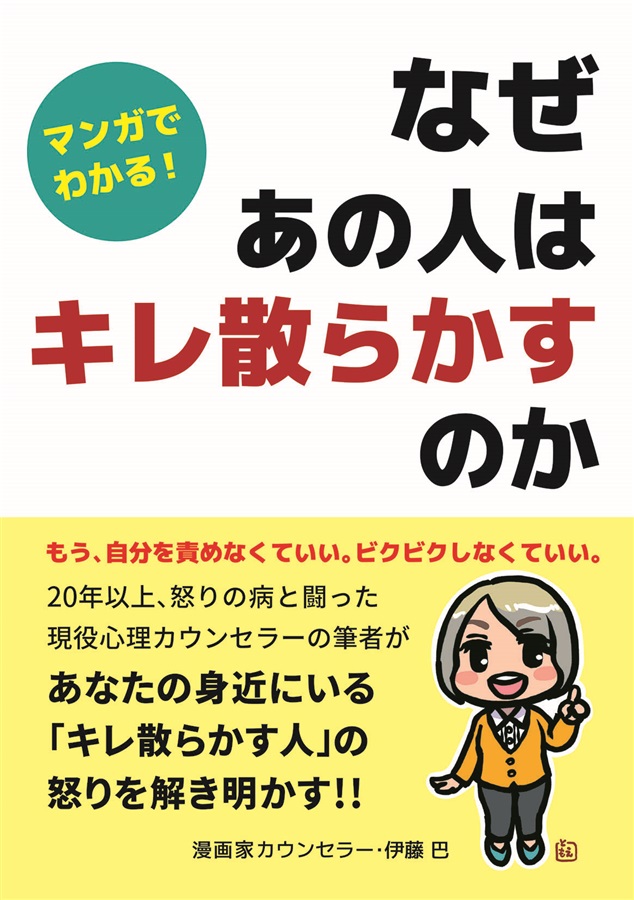 マンガで
わかる!
なぜ
あの人は
キレ散らかす
のか
もう、自分を責めなくていい。ビクビクしなくていい。
20年以上、怒りの病と闘った
現役心理カウンセラーの筆者が
あなたの身近にいる
「キレ散らかす人」の
怒りを解き明かす!!
漫画家カウンセラー・伊藤 巴
ともえ